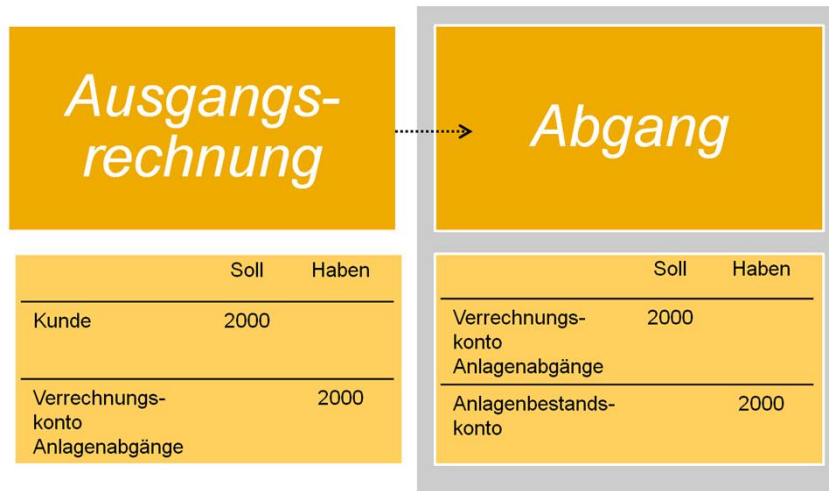 Ausgangs-
rechnung
Abgang
Soll Haben
Kunde 2000
Verrechnungs- 2000
konto
Anlagenabgänge
Soll Haben
Verrechnungs- 2000
konto
Anlagenabgänge
Anlagenbestands- 2000
konto